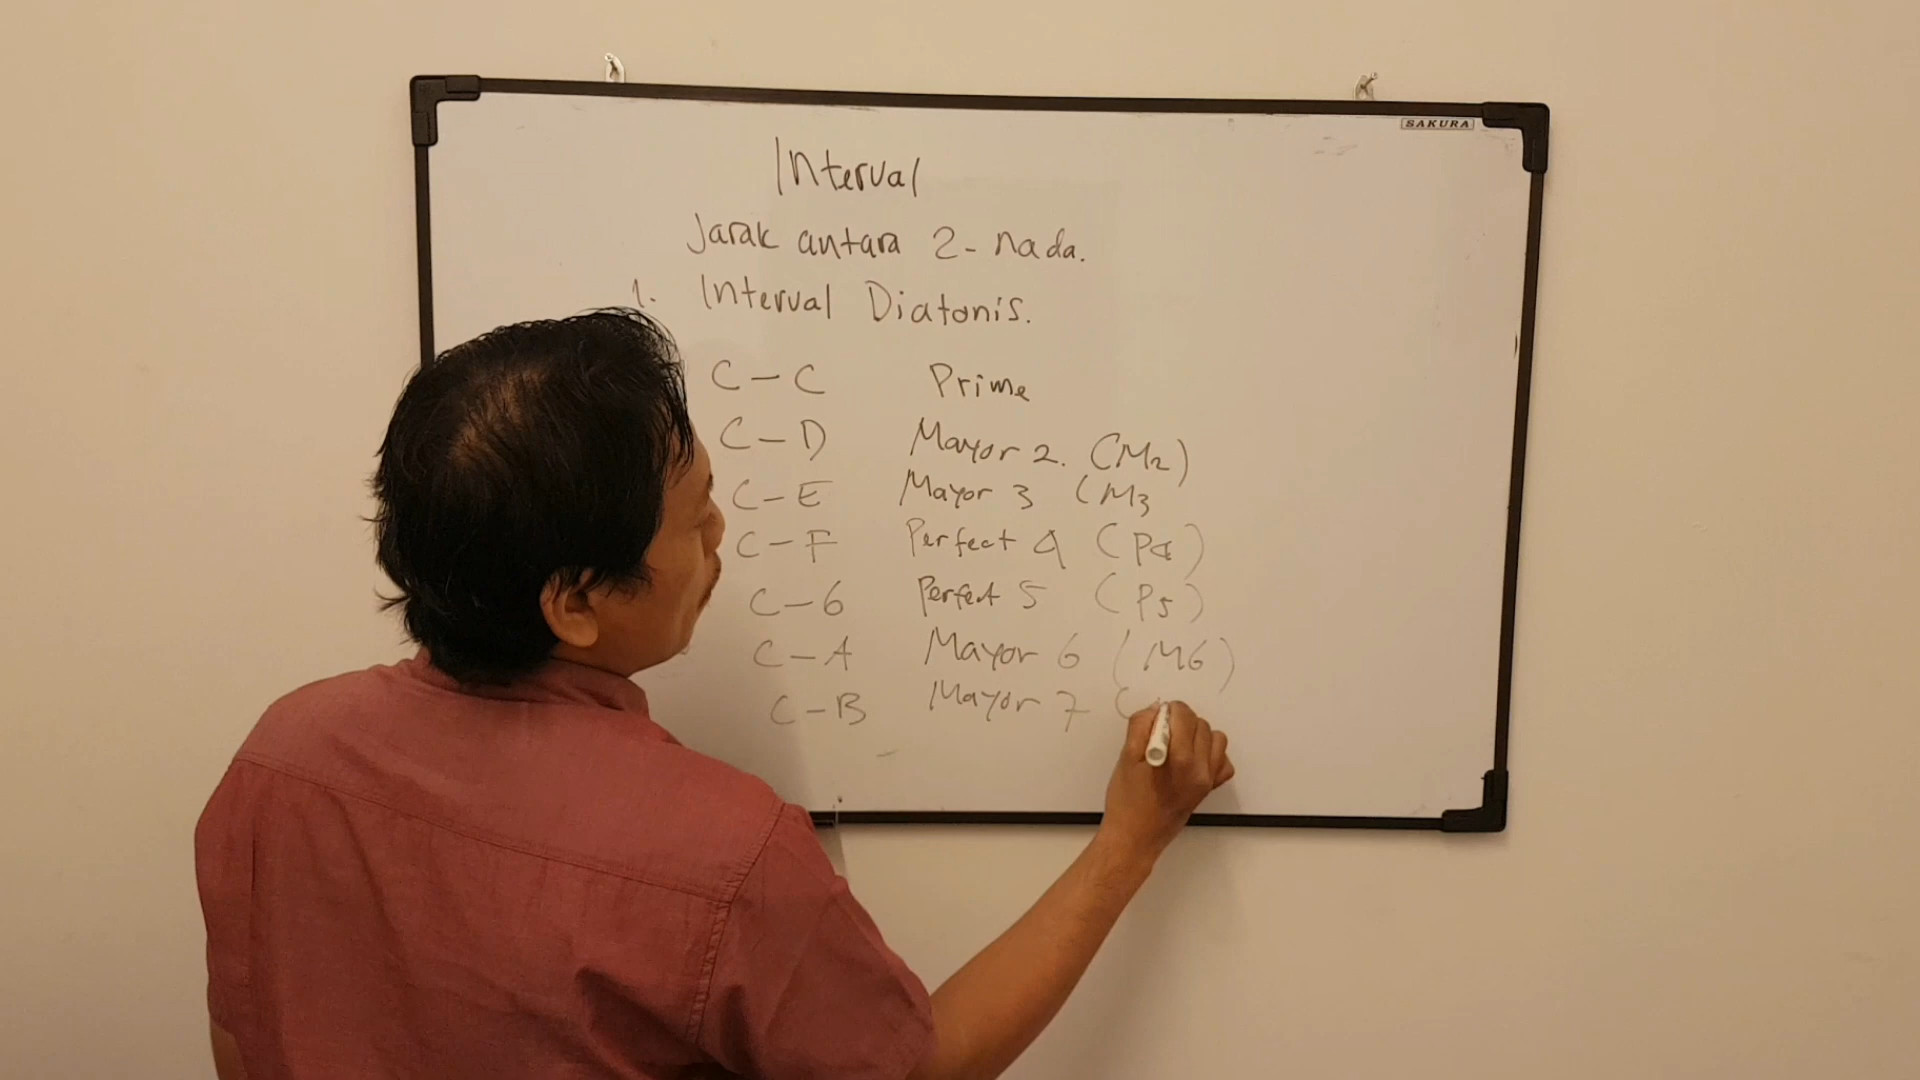 SAKURA
Interval
Jarak antara 2 - nada.
1. Interval Diatonis.
C - C Prime
C - D Mayor 2. (M2)
C - E Mayor 3 (M3
C - F Perfect 4 (P4)
C - G Perfect 5 (P5)
C - A Mayor 6 (M6)
C - B Mayor 7 (